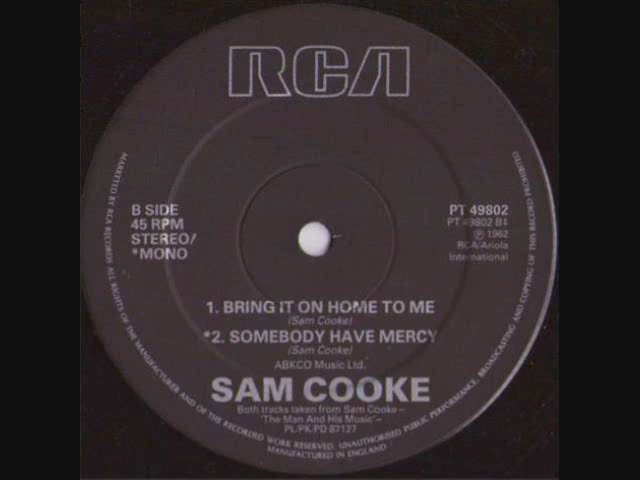 RCA
B SIDE
45 RPM
STEREO/
*MONO
PT 49802
PT 49802 B1
℗ 1962
RCA/Ariola
International
1. BRING IT ON HOME TO ME
(Sam Cooke)
*2. SOMEBODY HAVE MERCY
(Sam Cooke)
ABKCO Music Ltd.
SAM COOKE
Both tracks taken from Sam Cooke–
'The Man And His Music'–
PL/PK/PD 87127
MARKETED BY RCA RECORDS. ALL RIGHTS OF THE MANUFACTURER AND OF THE OWNER OF THE RECORDED WORK RESERVED. UNAUTHORISED PUBLIC PERFORMANCE, BROADCASTING AND COPYING OF THIS RECORD PROHIBITED.
MANUFACTURED IN ENGLAND